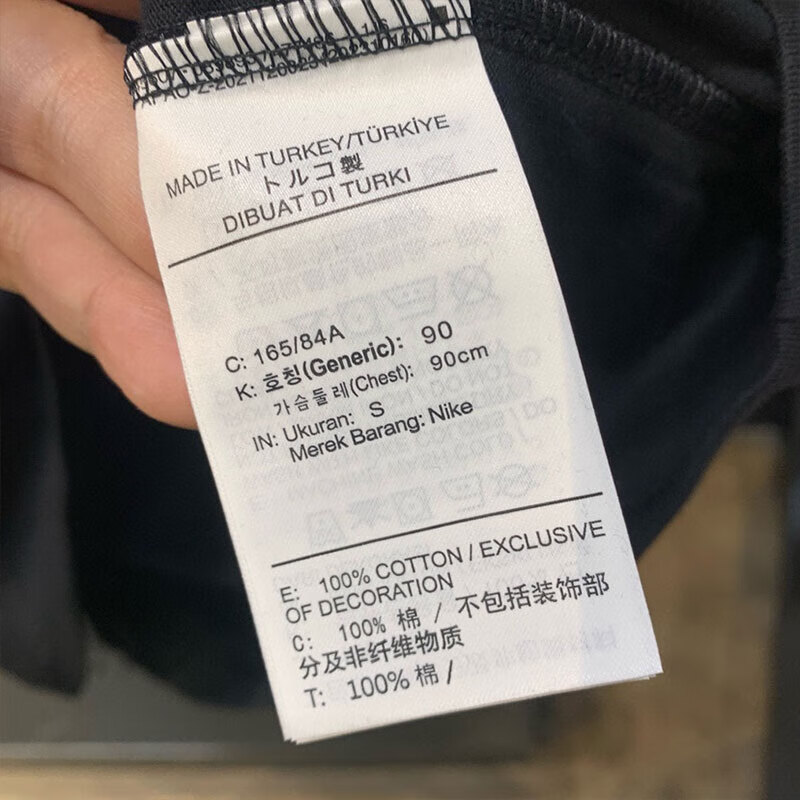 MADE IN TURKEY/TÜRKİYE
トルコ製
DIBUAT DI TURKI
C: 165/84A
K: 호칭(Generic): 90
가슴둘레(Chest): 90cm
IN: Ukuran: S
Merek Barang: Nike
E: 100% COTTON / EXCLUSIVE
OF DECORATION
C: 100% 棉 / 不包括装饰部
分及非纤维物质
T: 100% 棉 /